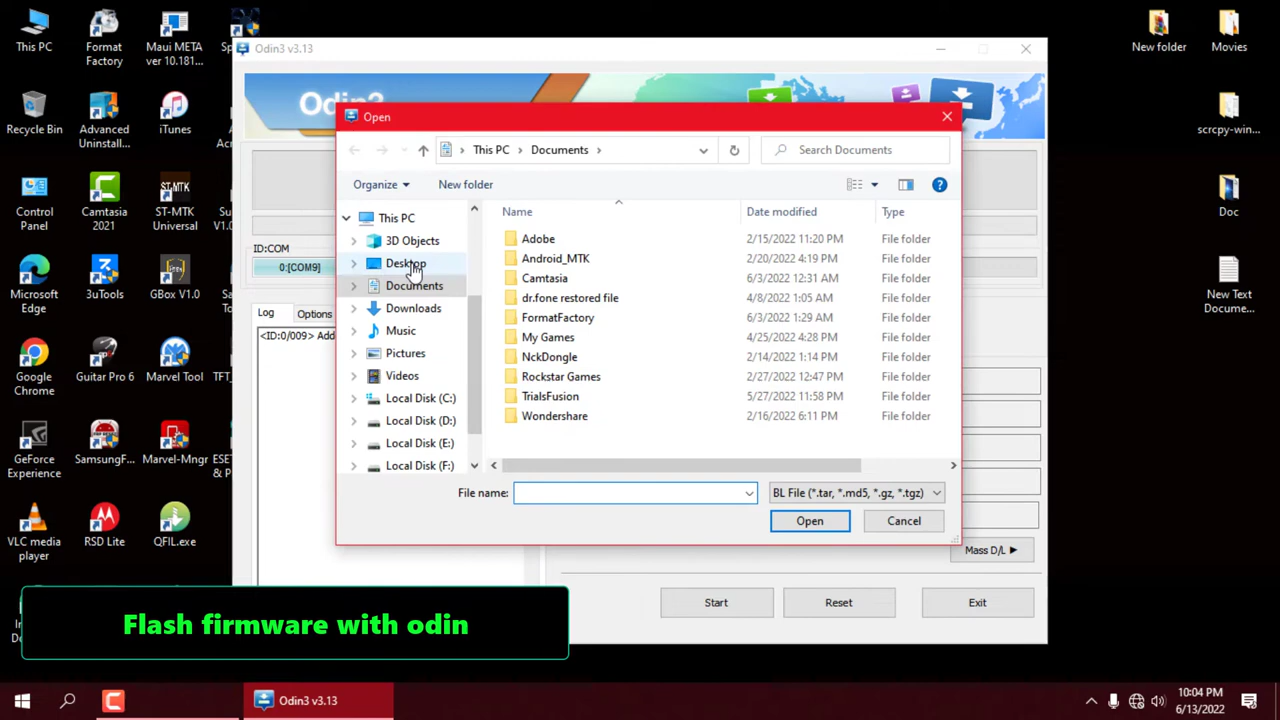 This PC
Format
Factory
Maui META
ver 10.181...
Sp
Recycle Bin
Advanced
Uninstall...
iTunes
Control
Panel
Camtasia
2021
ST-MTK
Universal
Microsoft
Edge
3uTools
GBox V1.0
Google
Chrome
Guitar Pro 6
Marvel Tool
TFT_
GeForce
Experience
SamsungF...
Marvel-Mngr
ESET
& P
VLC media
player
RSD Lite
QFIL.exe
New folder
Movies
scrcpy-win...
Doc
New Text
Docume...
Odin3 v3.13
Odin3
ID:COM
0:[COM9]
Log
Options
<ID:0/009> Add
Mass D/L ▶
Start
Reset
Exit
Open
This PC
Documents
Search Documents
Organize
New folder
This PC
3D Objects
Desktop
Documents
Downloads
Music
Pictures
Videos
Local Disk (C:)
Local Disk (D:)
Local Disk (E:)
Local Disk (F:)
Name Date modified Type
Adobe 2/15/2022 11:20 PM File folder
Android_MTK 2/20/2022 4:19 PM File folder
Camtasia 6/3/2022 12:31 AM File folder
dr.fone restored file 4/8/2022 1:05 AM File folder
FormatFactory 6/3/2022 1:29 AM File folder
My Games 4/25/2022 4:28 PM File folder
NckDongle 2/14/2022 1:14 PM File folder
Rockstar Games 2/27/2022 12:47 PM File folder
TrialsFusion 5/27/2022 11:58 PM File folder
Wondershare 2/16/2022 6:11 PM File folder
File name:
BL File (*.tar, *.md5, *.gz, *.tgz)
Open
Cancel
Flash firmware with odin
Odin3 v3.13
10:04 PM
6/13/2022